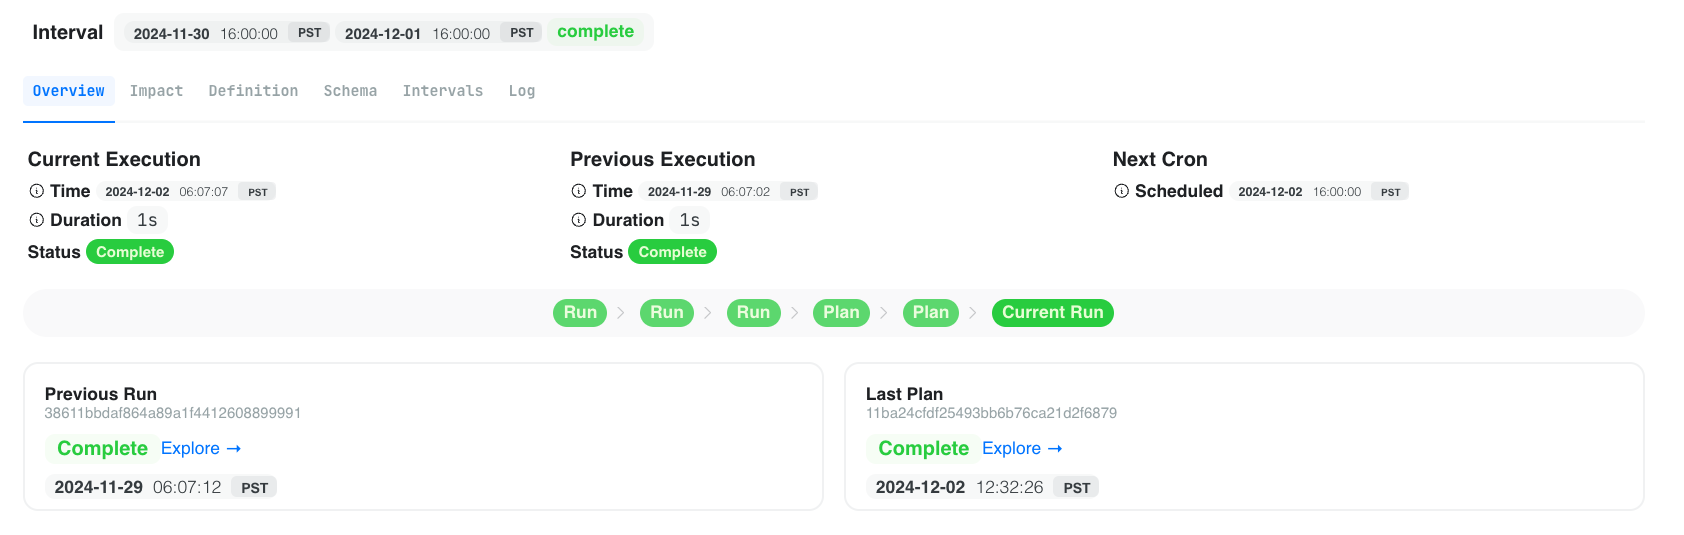 Interval 2024-11-30 16:00:00 PST 2024-12-01 16:00:00 PST complete
Overview Impact Definition Schema Intervals Log
Current Execution
Time 2024-12-02 06:07:07 PST
Duration 1s
Status Complete
Previous Execution
Time 2024-11-29 06:07:02 PST
Duration 1s
Status Complete
Next Cron
Scheduled 2024-12-02 16:00:00 PST
Run Run Run Plan Plan Current Run
Previous Run
38611bbdaf864a89a1f4412608899991
Complete Explore →
2024-11-29 06:07:12 PST
Last Plan
11ba24cfdf25493bb6b76ca21d2f6879
Complete Explore →
2024-12-02 12:32:26 PST